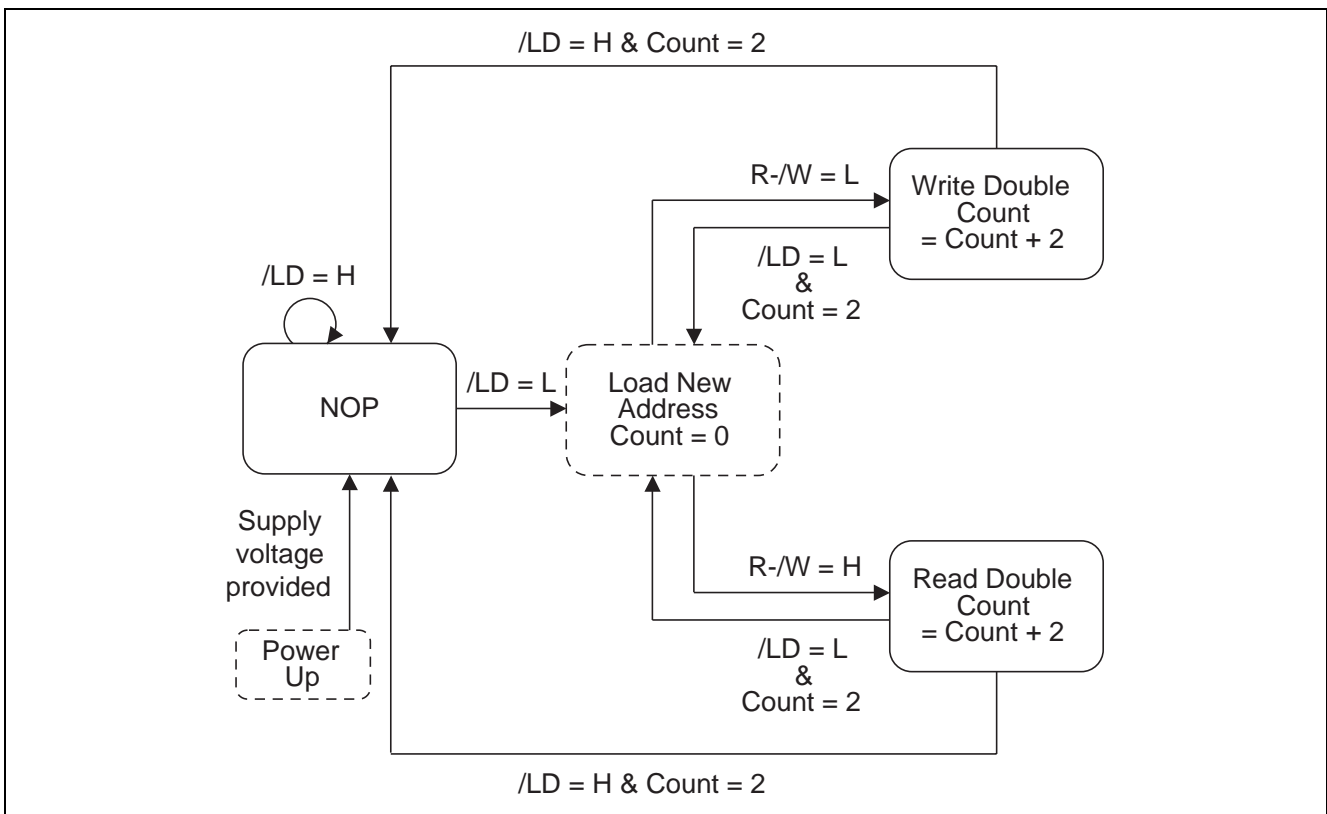 /LD = H & Count = 2
R-/W = L
Write Double
Count
= Count + 2
/LD = L
&
Count = 2
/LD = H
NOP
/LD = L
Load New
Address
Count = 0
Supply
voltage
provided
Power
Up
R-/W = H
Read Double
Count
= Count + 2
/LD = L
&
Count = 2
/LD = H & Count = 2